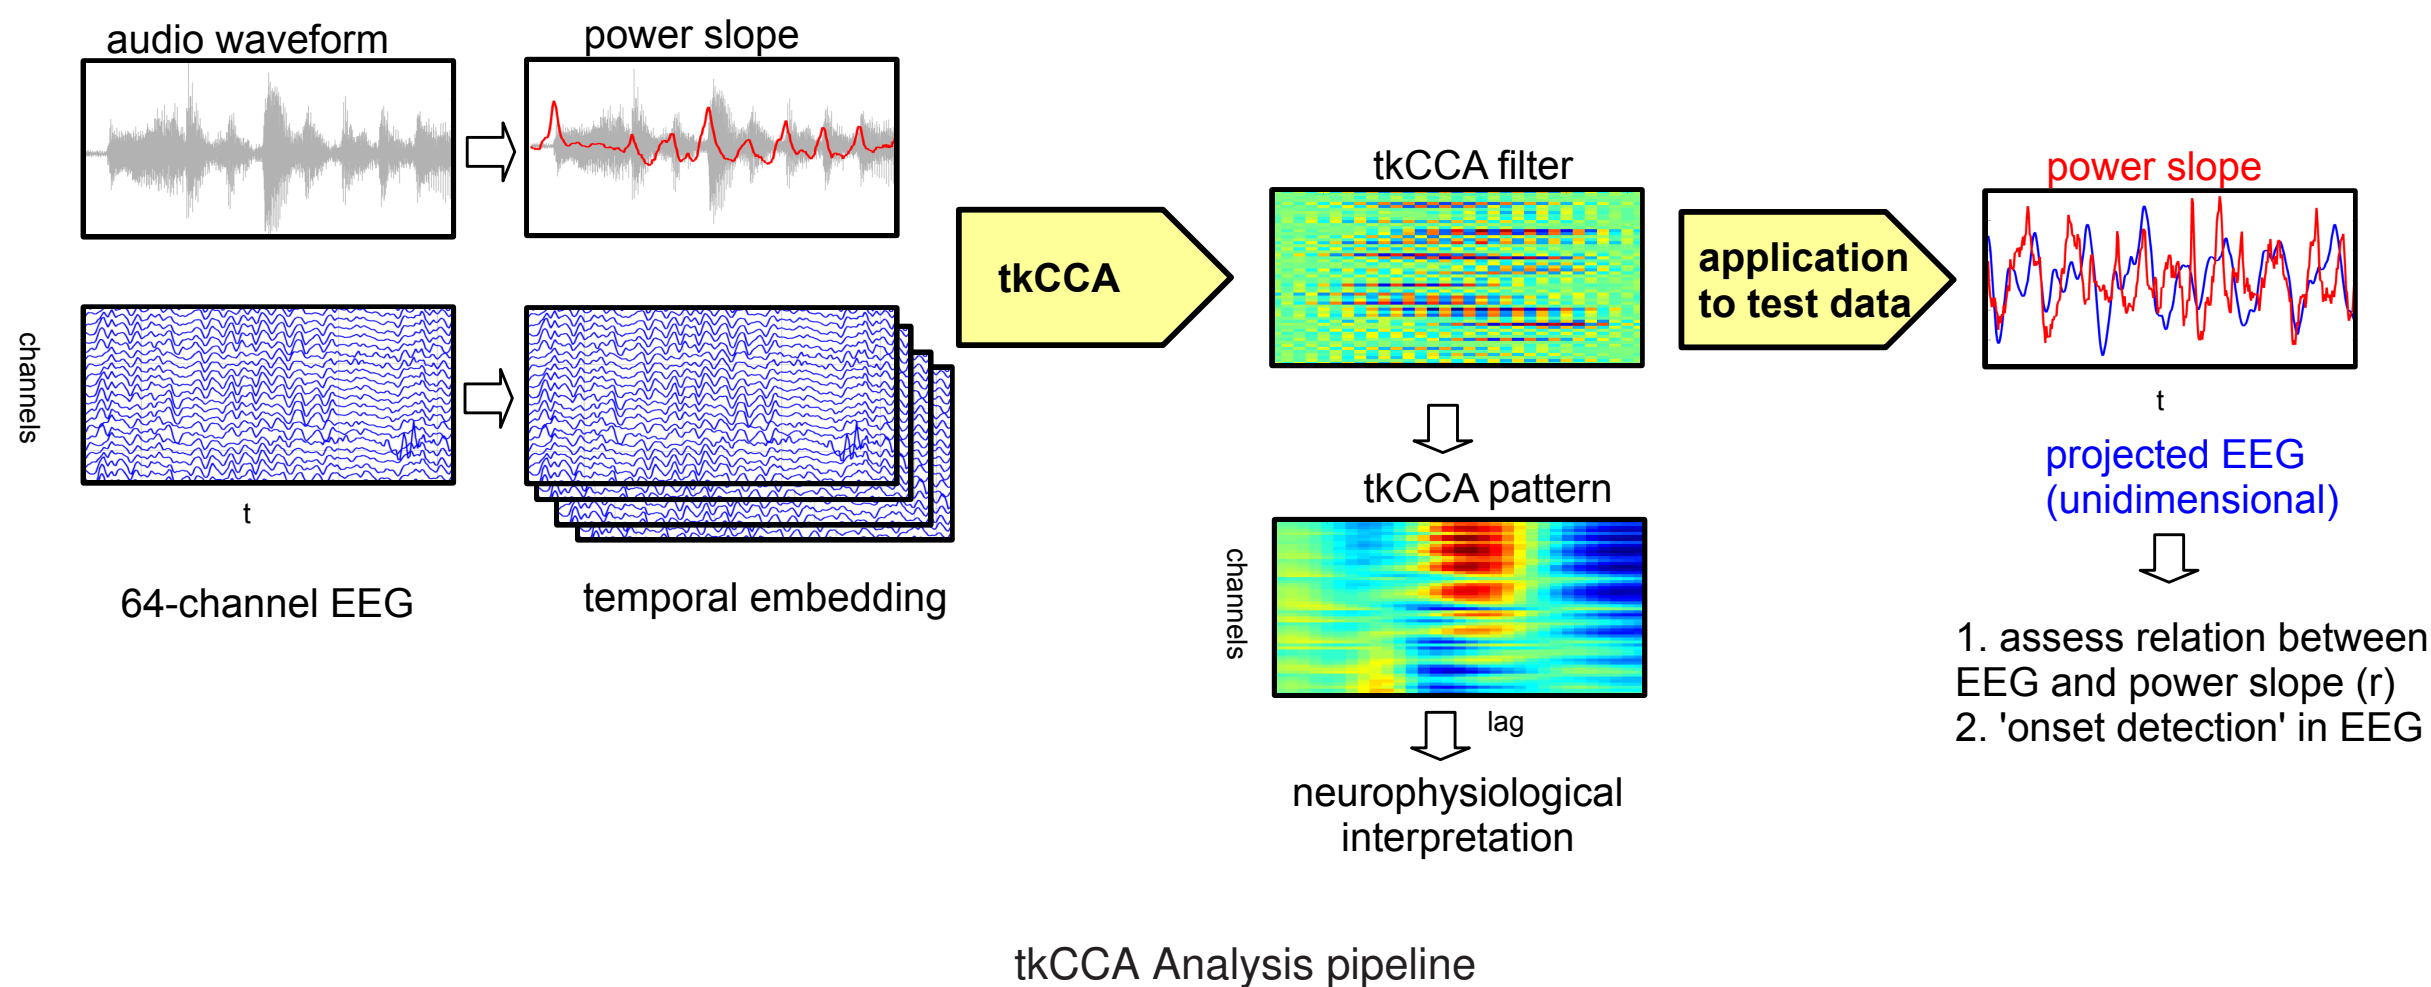 audio waveform
power slope
channels
t
64-channel EEG
temporal embedding
tkCCA
tkCCA filter
tkCCA pattern
channels
lag
neurophysiological
interpretation
application
to test data
power slope
t
projected EEG
(unidimensional)
1. assess relation between
EEG and power slope (r)
2. 'onset detection' in EEG
tkCCA Analysis pipeline